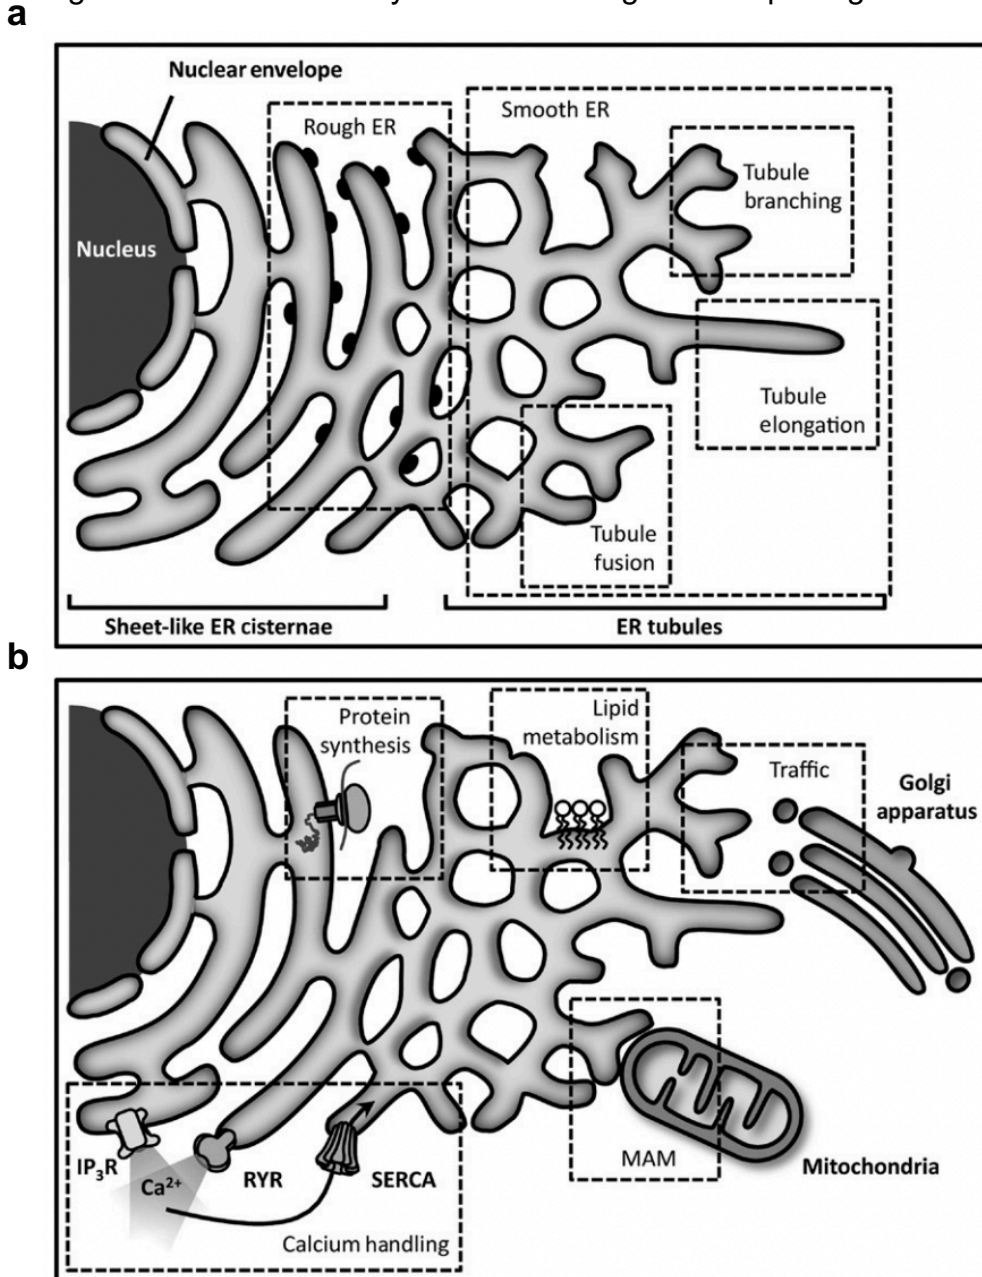 a
Nuclear envelope
Rough ER
Smooth ER
Tubule
branching
Nucleus
Tubule
elongation
Tubule
fusion
Sheet-like ER cisternae
ER tubules
b
Protein
synthesis
Lipid
metabolism
Traffic
Golgi
apparatus
IP₃R
Ca²⁺
RYR
SERCA
MAM
Mitochondria
Calcium handling